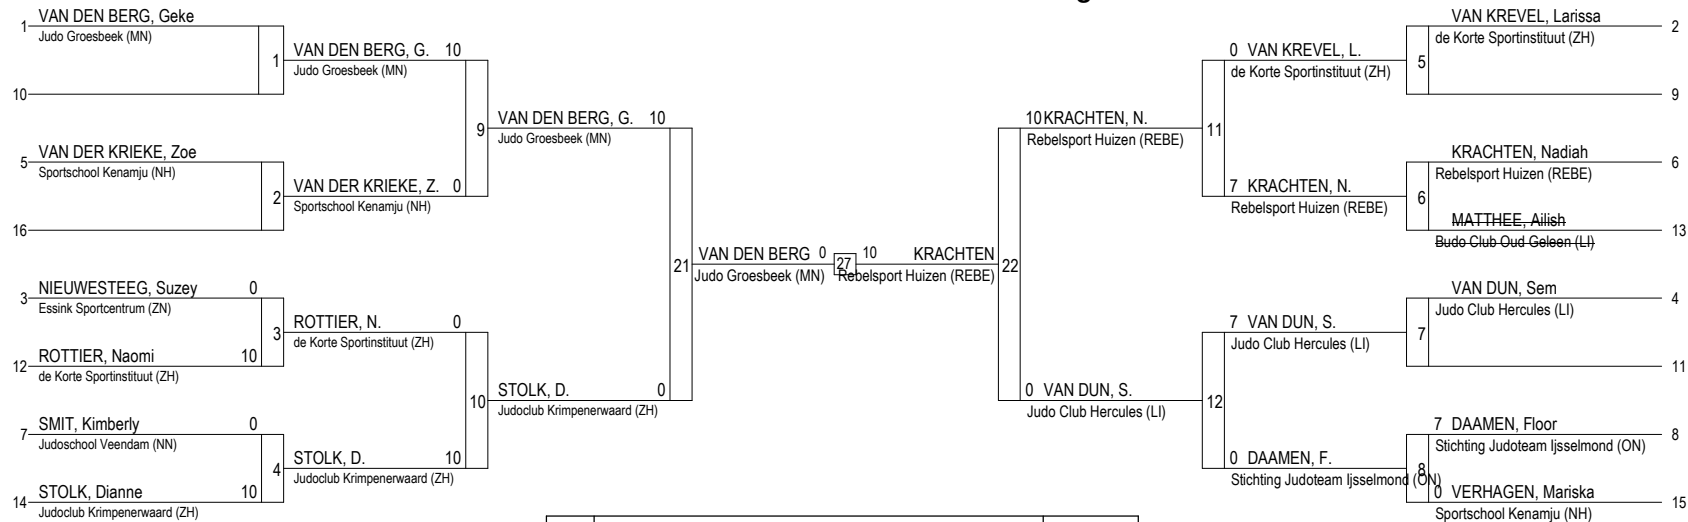 g
1 VAN DEN BERG, Geke
Judo Groesbeek (MN)
1
10
VAN DEN BERG, G. 10
Judo Groesbeek (MN)
5 VAN DER KRIEKE, Zoe
Sportschool Kenamju (NH)
2
16
VAN DER KRIEKE, Z. 0
Sportschool Kenamju (NH)
9
VAN DEN BERG, G. 10
Judo Groesbeek (MN)
3 NIEUWESTEEG, Suzey 0
Essink Sportcentrum (ZN)
3
12 ROTTIER, Naomi 10
de Korte Sportinstituut (ZH)
ROTTIER, N. 0
de Korte Sportinstituut (ZH)
7 SMIT, Kimberly 0
Judoschool Veendam (NN)
4
14 STOLK, Dianne 10
Judoclub Krimpenerwaard (ZH)
STOLK, D. 10
Judoclub Krimpenerwaard (ZH)
10
STOLK, D. 0
Judoclub Krimpenerwaard (ZH)
21
VAN DEN BERG 0 27 10 KRACHTEN
Judo Groesbeek (MN) Rebelsport Huizen (REBE)
22
10 KRACHTEN, N.
Rebelsport Huizen (REBE)
11
0 VAN KREVEL, L.
de Korte Sportinstituut (ZH)
VAN KREVEL, Larissa 2
de Korte Sportinstituut (ZH)
5
9
7 KRACHTEN, N.
Rebelsport Huizen (REBE)
KRACHTEN, Nadiah 6
Rebelsport Huizen (REBE)
6
MATTHEE, Ailish 13
Budo Club Oud Geleen (LI)
0 VAN DUN, S.
Judo Club Hercules (LI)
12
7 VAN DUN, S.
Judo Club Hercules (LI)
VAN DUN, Sem 4
Judo Club Hercules (LI)
7
11
0 DAAMEN, F.
Stichting Judoteam Ijsselmond (ON)
7 DAAMEN, Floor 8
Stichting Judoteam Ijsselmond (ON)
8
0 VERHAGEN, Mariska 15
Sportschool Kenamju (NH)